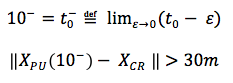 10⁻ = t₀⁻ ≝ lim_{ε→0}(t₀ − ε)
‖X_{PU}(10⁻) − X_{CR} ‖ > 30m